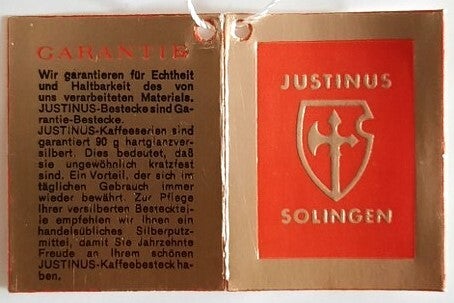 GARANTIE
Wir garantieren für Echtheit
und Haltbarkeit des von
uns verarbeiteten Materials.
JUSTINUS-Bestecke sind Ga-
rantie-Bestecke.
JUSTINUS-Kaffeeserien sind
garantiert 90 g hartglanzver-
silbert. Dies bedeutet, daß
sie ungewöhnlich kratzfest
sind. Ein Vorteil, der sich im
täglichen Gebrauch immer
wieder bewährt. Zur Pflege
Ihrer versilberten Besteckteile
empfehlen wir Ihnen ein
handelsübliches Silberputz-
mittel, damit Sie Jahrzehnte
Freude an Ihrem schönen
JUSTINUS-Kaffeebesteck ha-
ben.
JUSTINUS
SOLINGEN